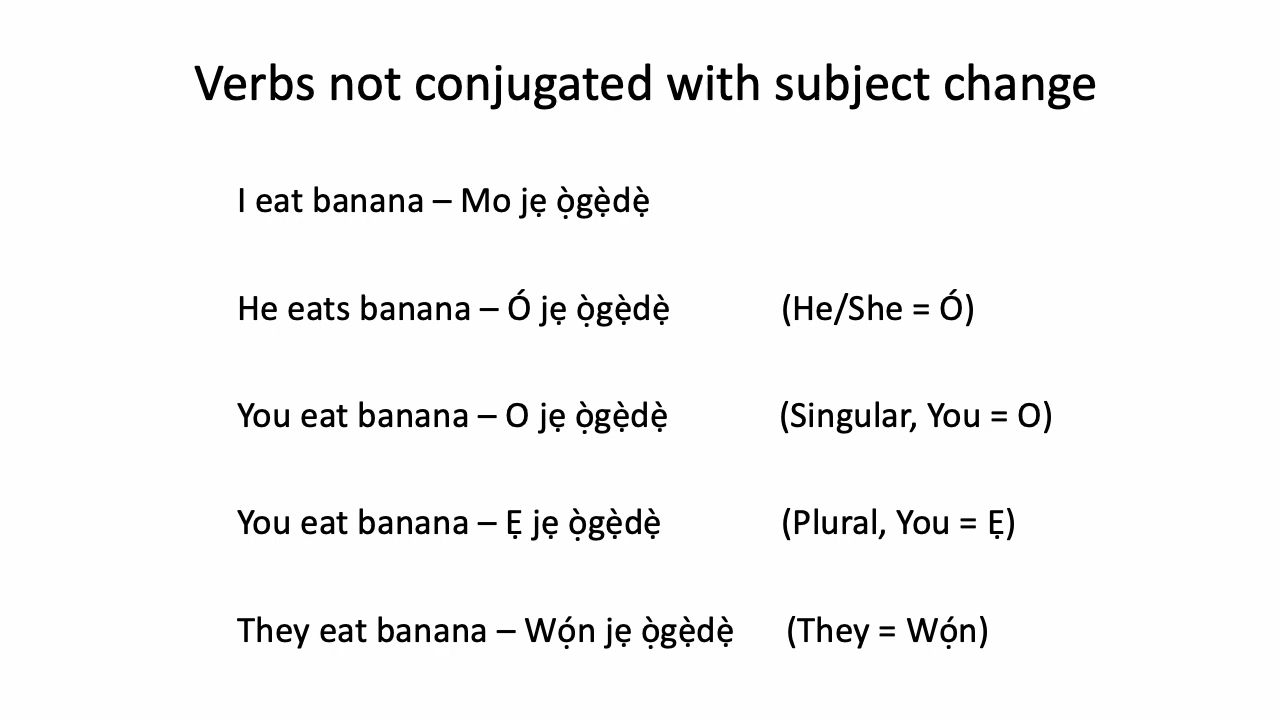 Verbs not conjugated with subject change
I eat banana – Mo jẹ ọ̀gẹ̀dẹ̀
He eats banana – Ó jẹ ọ̀gẹ̀dẹ̀ (He/She = Ó)
You eat banana – O jẹ ọ̀gẹ̀dẹ̀ (Singular, You = O)
You eat banana – Ẹ jẹ ọ̀gẹ̀dẹ̀ (Plural, You = Ẹ)
They eat banana – Wọ́n jẹ ọ̀gẹ̀dẹ̀ (They = Wọ́n)